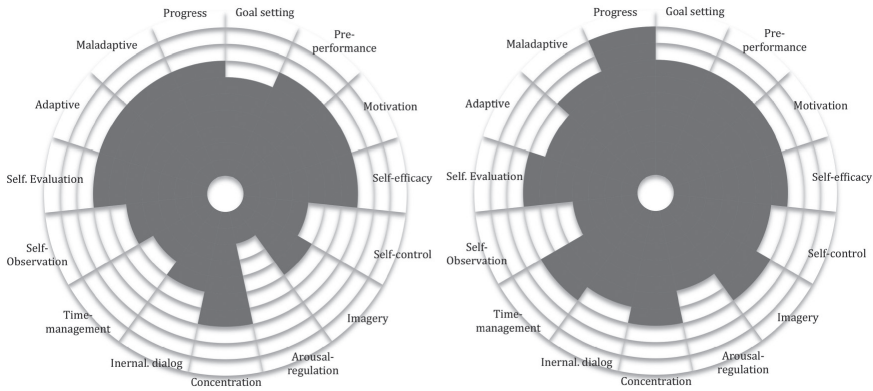 Progress
Goal setting
Pre-
performance
Motivation
Self-efficacy
Self-control
Imagery
Arousal-
regulation
Concentration
Inernal. dialog
Time-
management
Self-
Observation
Self. Evaluation
Adaptive
Maladaptive
Progress
Goal setting
Pre-
performance
Motivation
Self-efficacy
Self-control
Imagery
Arousal-
regulation
Concentration
Inernal. dialog
Time-
management
Self-
Observation
Self. Evaluation
Adaptive
Maladaptive